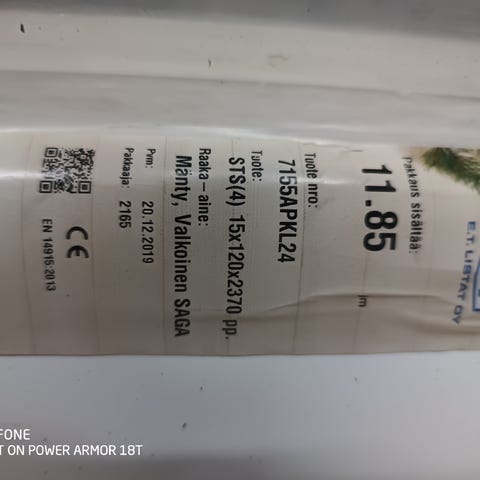 E.T. LISTAT OY
Pakkaus sisältää:
11.85 jm
Tuote nro:
7155APKL24
Tuote:
STS(4) 15x120x2370 pp.
Raaka-aine:
Mänty, Valkoinen SAGA
Pvm: 20.12.2019
Pakkaaja: 2165
CE
EN 14915:2013
FONE
T ON POWER ARMOR 18T